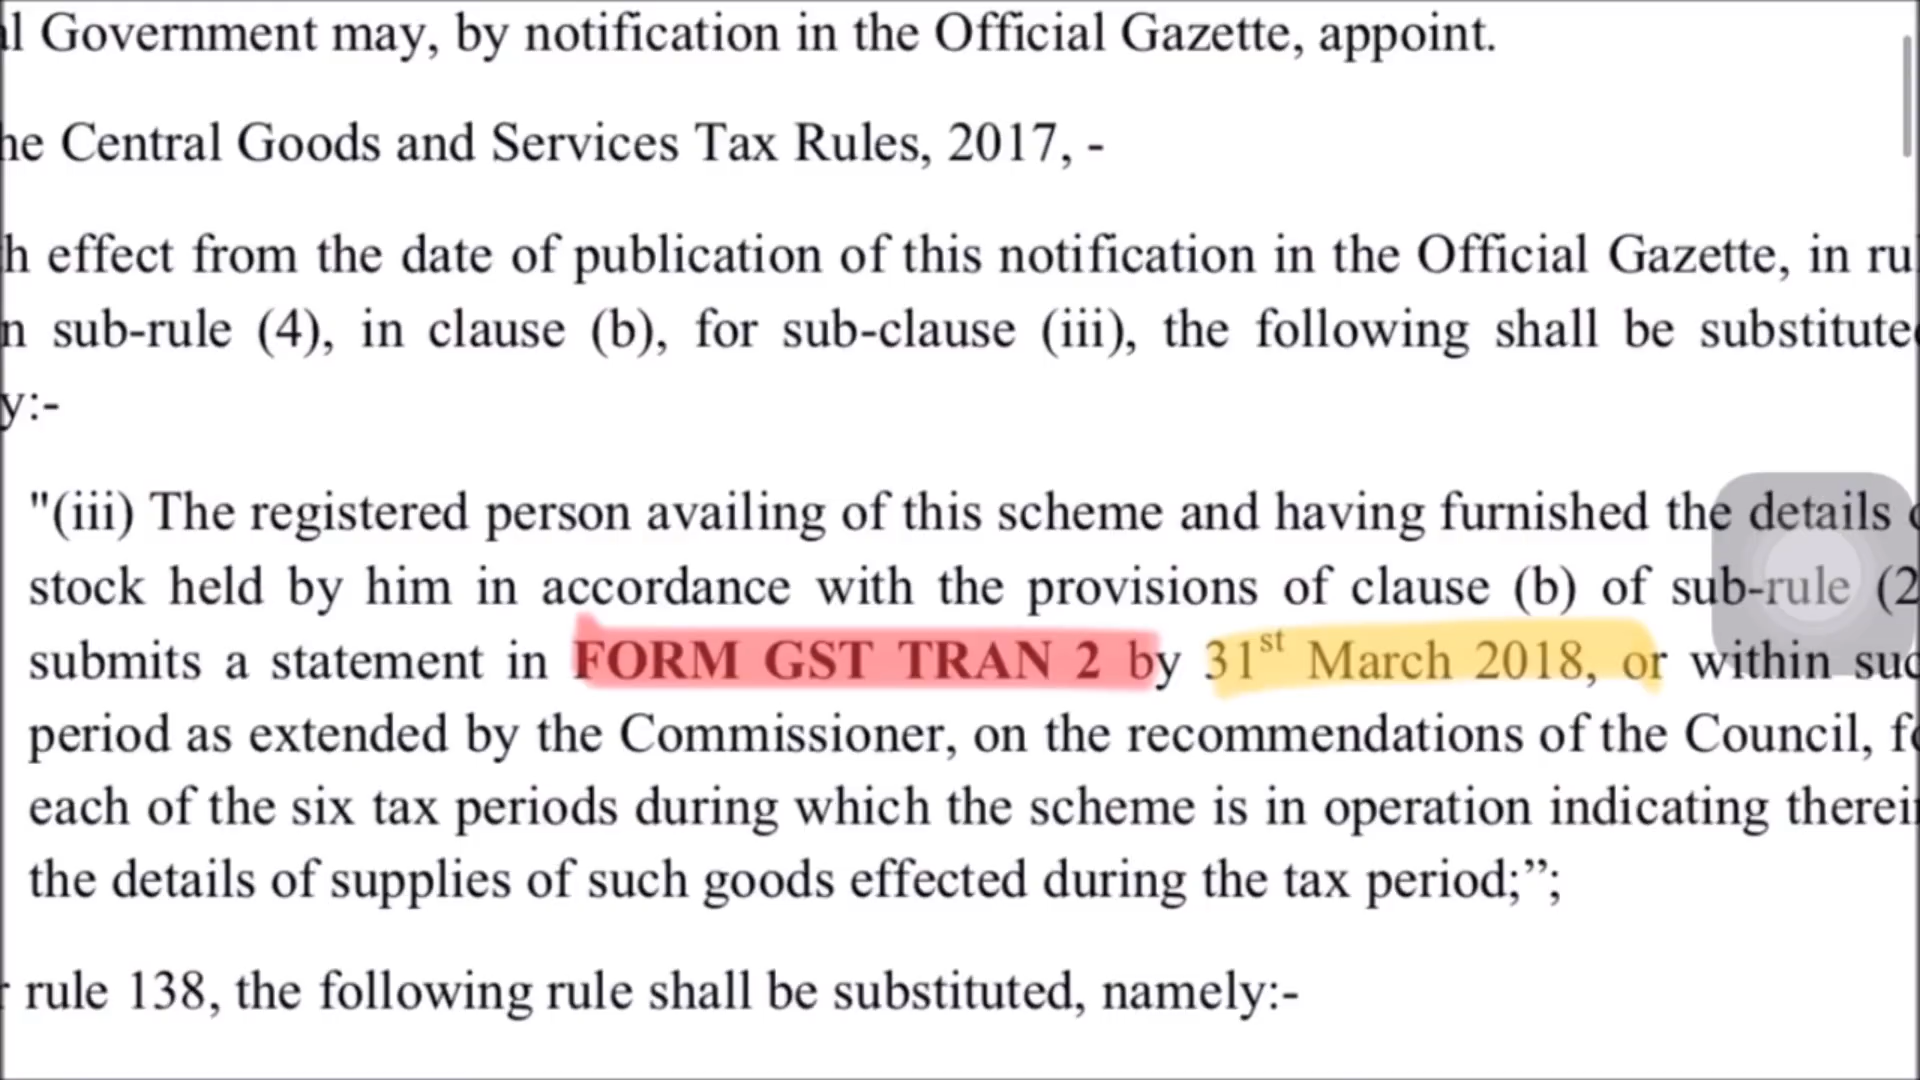 al Government may, by notification in the Official Gazette, appoint.
he Central Goods and Services Tax Rules, 2017, -
h effect from the date of publication of this notification in the Official Gazette, in ru
n sub-rule (4), in clause (b), for sub-clause (iii), the following shall be substituted
y:-
"(iii) The registered person availing of this scheme and having furnished the details o
stock held by him in accordance with the provisions of clause (b) of sub-rule (2
submits a statement in FORM GST TRAN 2 by 31st March 2018, or within suc
period as extended by the Commissioner, on the recommendations of the Council, fo
each of the six tax periods during which the scheme is in operation indicating therein
the details of supplies of such goods effected during the tax period;”;
r rule 138, the following rule shall be substituted, namely:-